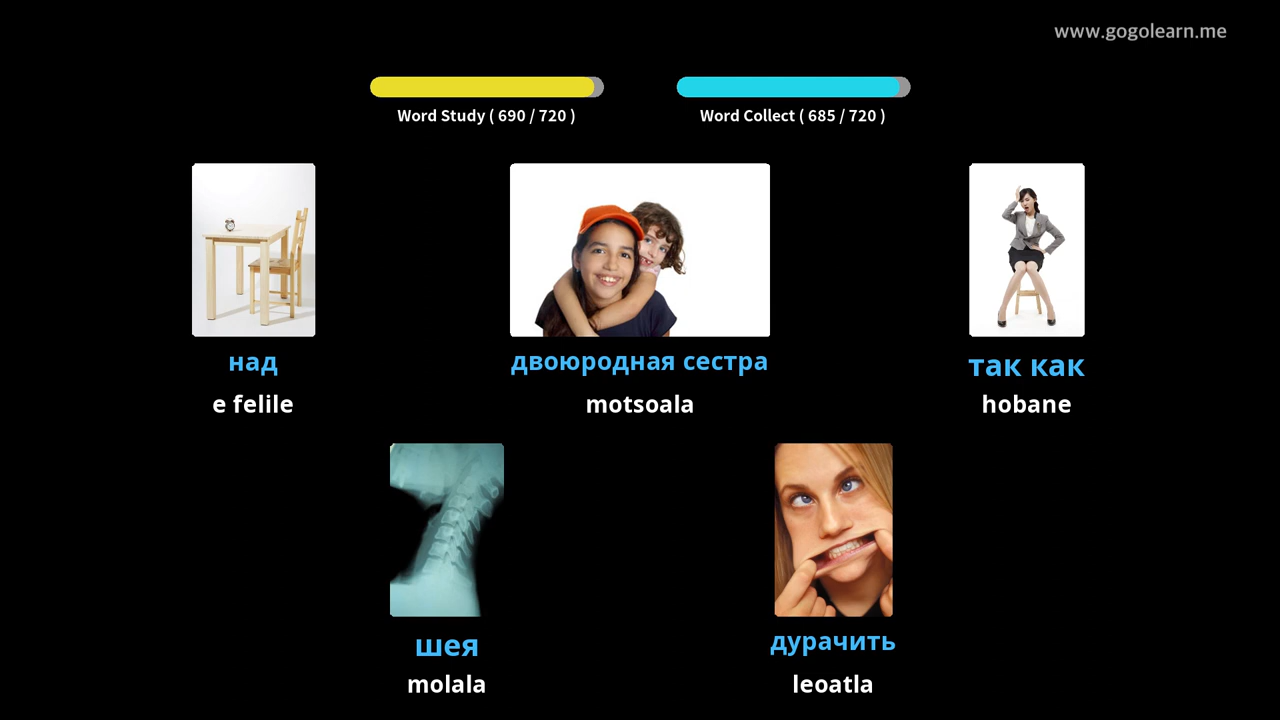 www.gogolearn.me
Word Study ( 690 / 720 )
Word Collect ( 685 / 720 )
над
двоюродная сестра
так как
e felile
motsoala
hobane
шея
дурачить
molala
leoatla